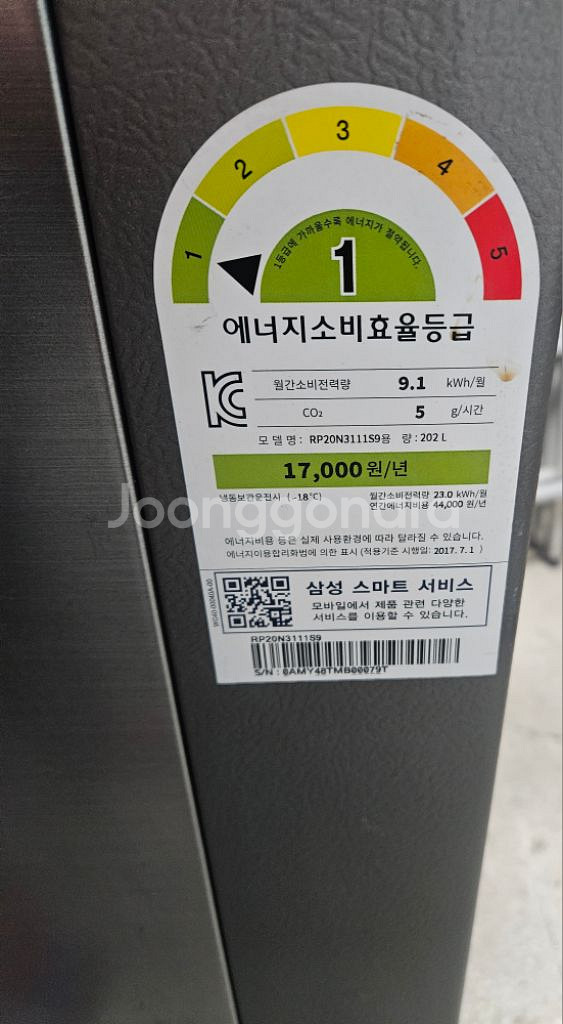 1 2 3 4 5
1등급에 가까울수록 에너지가 절약됩니다.
1
에너지소비효율등급
월간소비전력량 9.1 kWh/월
CO₂ 5 g/시간
모 델 명 : RP20N3111S9용 량 : 202 L
17,000원/년
냉동보관운전시 ( -18℃) 월간소비전력량 23.0 kWh/월
연간에너지비용 44,000 원/년
Joonggonara
에너지비용 등은 실제 사용환경에 따라 달라질 수 있습니다.
에너지이용합리화법에 의한 표시 (적용기준 시행일: 2017. 7. 1 )
삼성 스마트 서비스
모바일에서 제품 관련 다양한
서비스를 이용할 수 있습니다.
RP20N3111S9
S/N : 0AMY48TMB00079T